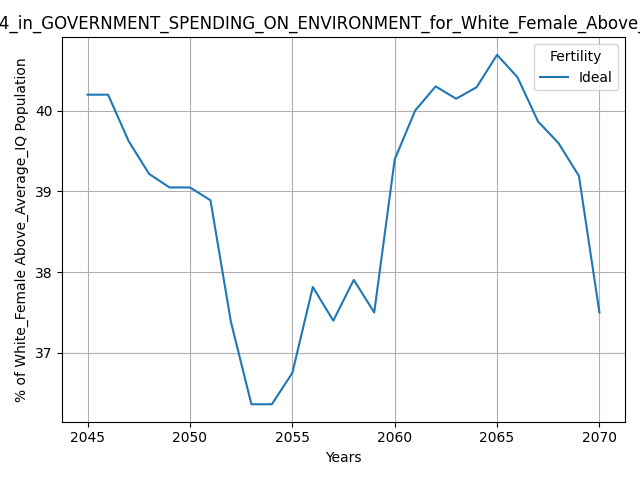 4_in_GOVERNMENT_SPENDING_ON_ENVIRONMENT_for_White_Female_Above_
Fertility
Ideal
% of White_Female Above_Average_IQ Population
40
39
38
37
2045 2050 2055 2060 2065 2070
Years